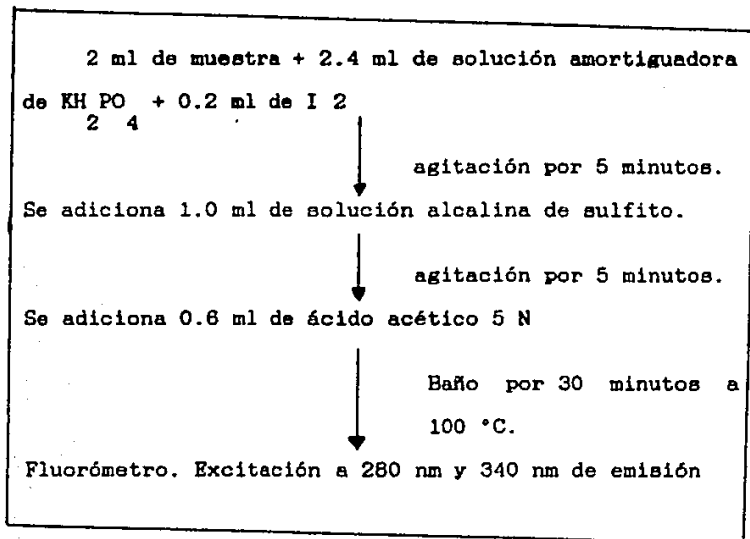 2 ml de muestra + 2.4 ml de solución amortiguadora
de KH PO + 0.2 ml de I 2
2 4
agitación por 5 minutos.
Se adiciona 1.0 ml de solución alcalina de sulfito.
agitación por 5 minutos.
Se adiciona 0.6 ml de ácido acético 5 N
Baño por 30 minutos a
100 °C.
Fluorómetro. Excitación a 280 nm y 340 nm de emisión